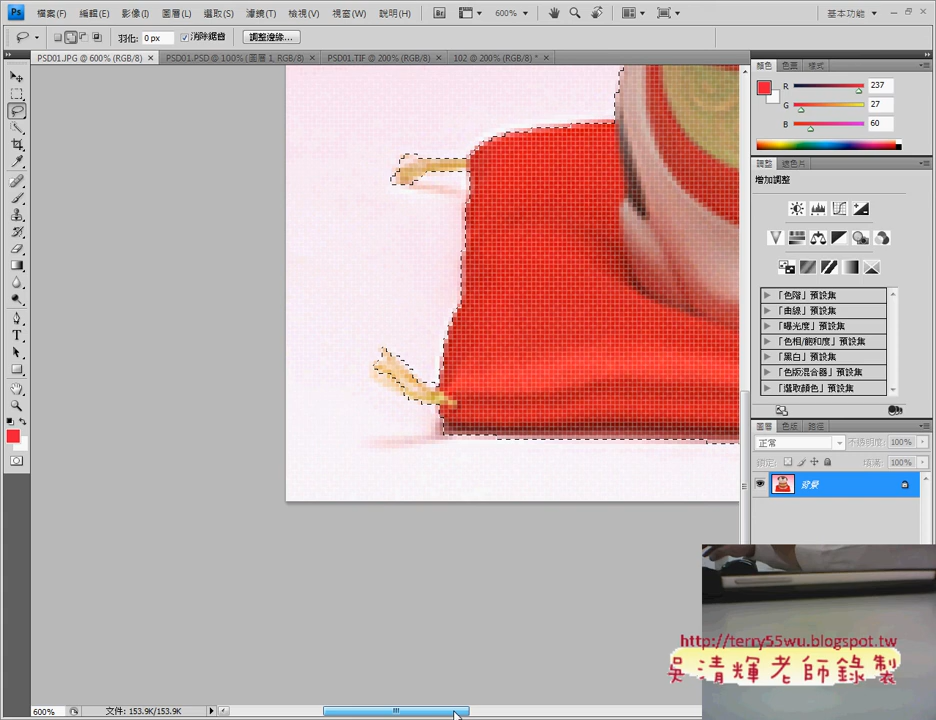 Ps 檔案(F) 編輯(E) 影像(I) 圖層(L) 選取(S) 濾鏡(T) 檢視(V) 視窗(W) 說明(H) Br 600% 基本功能
羽化: 0 px 消除鋸齒 調整邊緣...
PSD01.JPG @ 600% (RGB/8) PSD01.PSD @ 100% (圖層 1, RGB/8) PSD01.TIF @ 200% (RGB/8) 102 @ 200% (RGB/8) *
顏色 色票 樣式
R 237
G 27
B 60
調整 遮色片
增加調整
「色階」預設集
「曲線」預設集
「曝光度」預設集
「色相/飽和度」預設集
「黑白」預設集
「色版混合器」預設集
「選取顏色」預設集
圖層 色版 路徑
正常 不透明度: 100%
鎖定: 填滿: 100%
背景
http://terry55wu.blogspot.tw
吳清輝老師錄製
600% 文件: 153.9K/153.9K